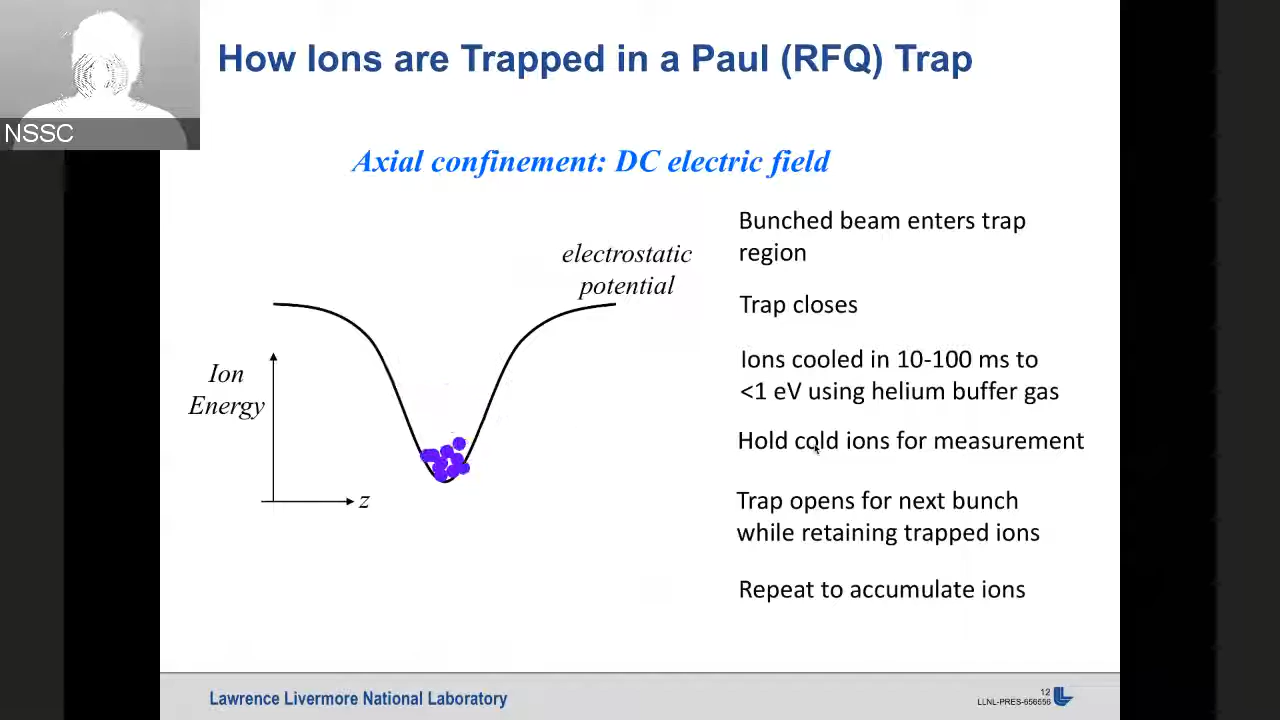 How Ions are Trapped in a Paul (RFQ) Trap
NSSC
Axial confinement: DC electric field
electrostatic
potential
Ion
Energy
z
Bunched beam enters trap
region
Trap closes
Ions cooled in 10-100 ms to
<1 eV using helium buffer gas
Hold cold ions for measurement
Trap opens for next bunch
while retaining trapped ions
Repeat to accumulate ions
Lawrence Livermore National Laboratory
12
LLNL-PRES-656556